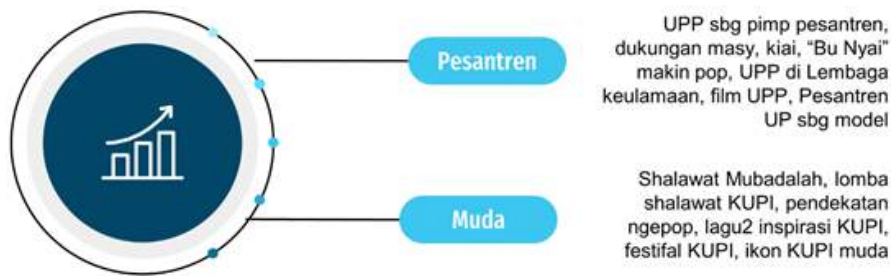 Pesantren
UPP sbg pimp pesantren,
dukungan masy, kiai, “Bu Nyai”
makin pop, UPP di Lembaga
keulamaan, film UPP, Pesantren
UP sbg model
Muda
Shalawat Mubadalah, lomba
shalawat KUPI, pendekatan
ngepop, lagu2 inspirasi KUPI,
festifal KUPI, ikon KUPI muda